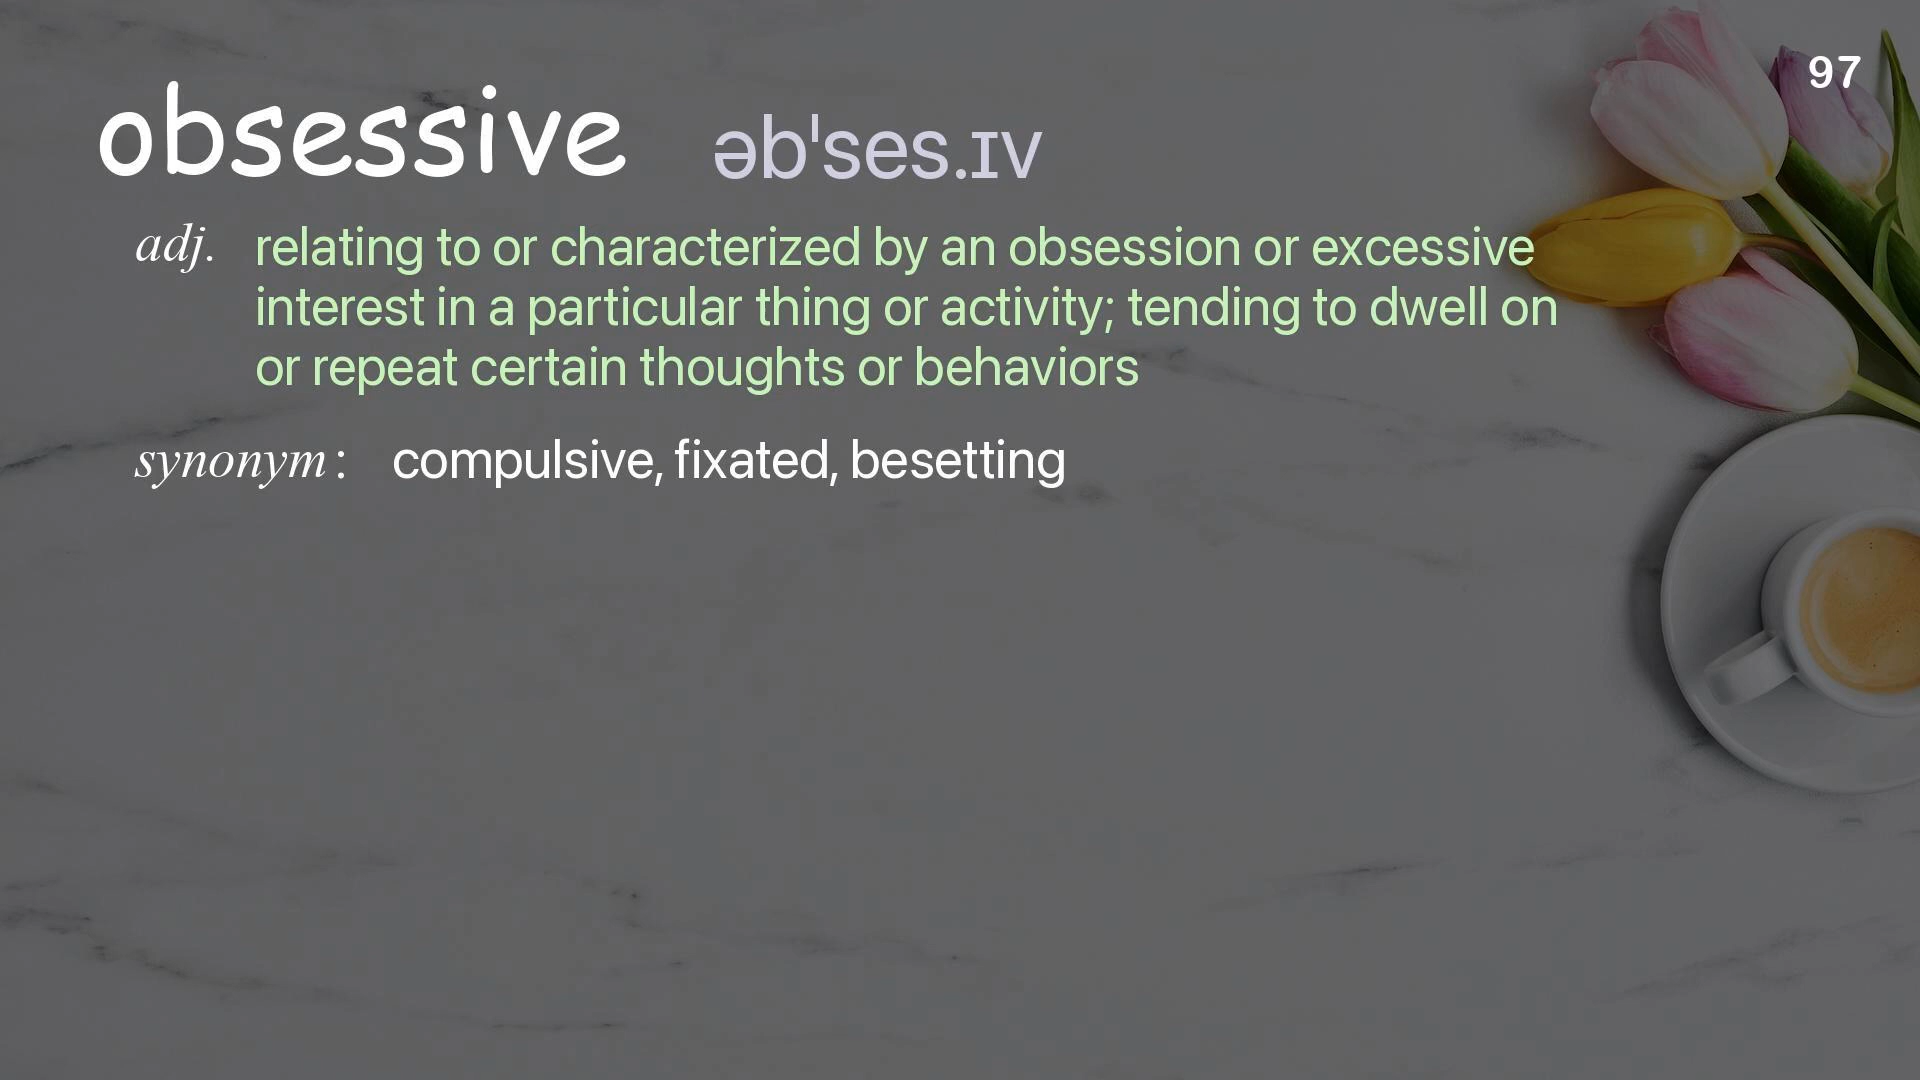 97
obsessive əbˈses.ɪv
adj. relating to or characterized by an obsession or excessive
interest in a particular thing or activity; tending to dwell on
or repeat certain thoughts or behaviors
synonym: compulsive, fixated, besetting